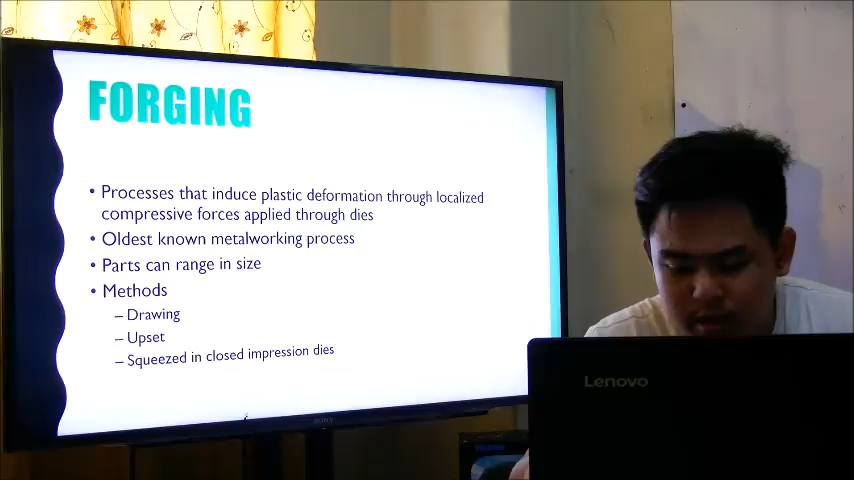 FORGING
• Processes that induce plastic deformation through localized
compressive forces applied through dies
• Oldest known metalworking process
• Parts can range in size
• Methods
– Drawing
– Upset
– Squeezed in closed impression dies
SONY
Lenovo